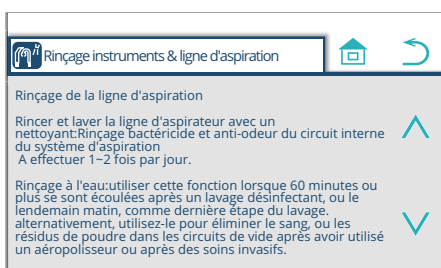 Rinçage instruments & ligne d'aspiration
Rinçage de la ligne d'aspiration
Rincer et laver la ligne d'aspirateur avec un
nettoyant:Rinçage bactéricide et anti-odeur du circuit interne
du système d'aspiration
A effectuer 1~2 fois par jour.
Rinçage à l'eau:utiliser cette fonction lorsque 60 minutes ou
plus se sont écoulées après un lavage désinfectant, ou le
lendemain matin, comme dernière étape du lavage.
alternativement, utilisez-le pour éliminer le sang, ou les
résidus de poudre dans les circuits de vide après avoir utilisé
un aéropolisseur ou après des soins invasifs.